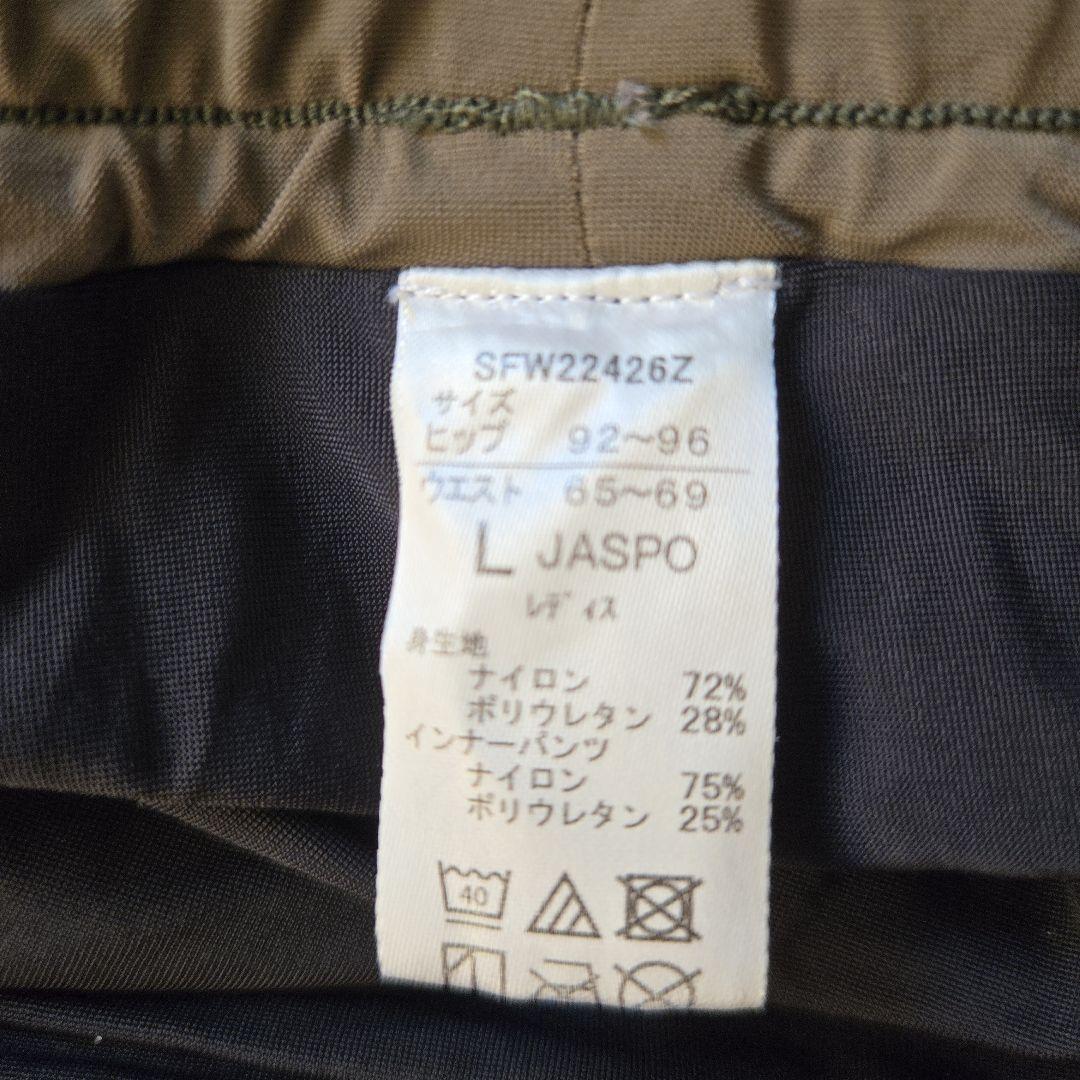 SFW22426Z
サイズ
ヒップ 92～96
ウエスト 65～69
L JASPO
レディス
身生地
ナイロン 72%
ポリウレタン 28%
インナーパンツ
ナイロン 75%
ポリウレタン 25%
40